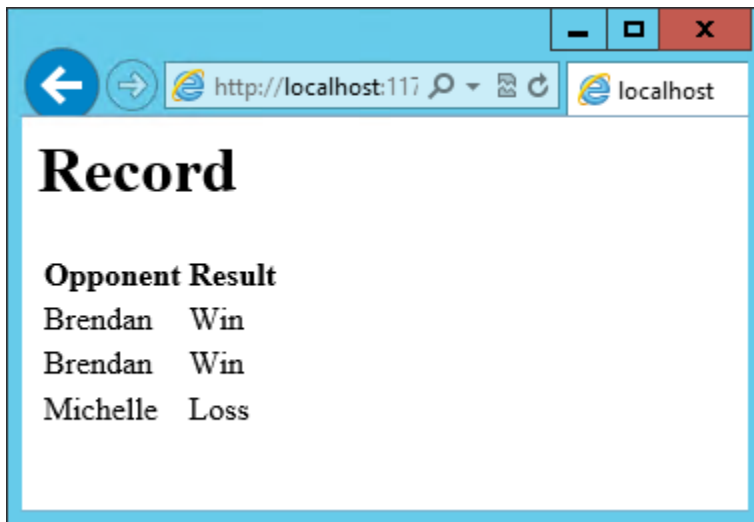 http://localhost:117
localhost
Record
Opponent Result
Brendan Win
Brendan Win
Michelle Loss